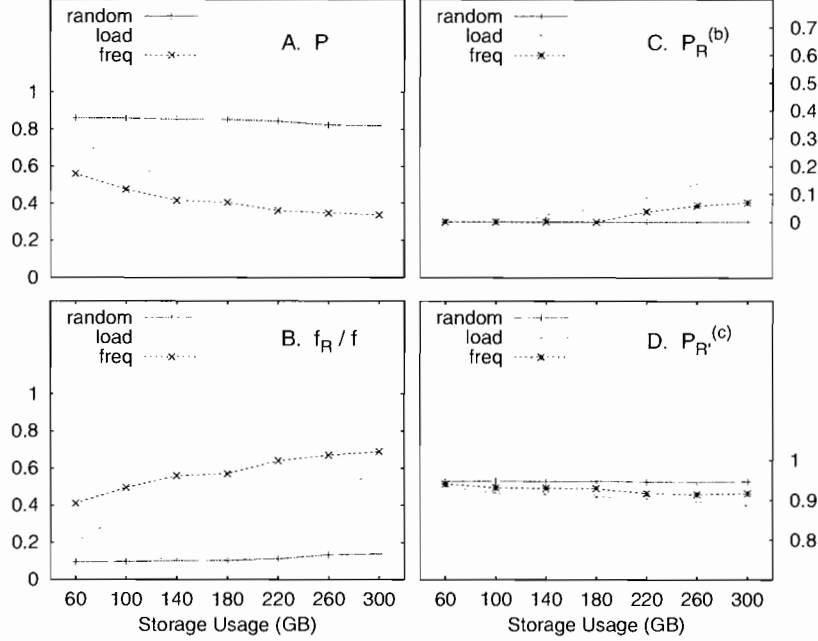 random
load
freq
A. P
1
0.8
0.6
0.4
0.2
0
random
load
freq
C. P_R^(b)
0.7
0.6
0.5
0.4
0.3
0.2
0.1
0
random
load
freq
B. f_R / f
1
0.8
0.6
0.4
0.2
0
60 100 140 180 220 260 300
Storage Usage (GB)
random
load
freq
D. P_R'^(c)
1
0.9
0.8
60 100 140 180 220 260 300
Storage Usage (GB)